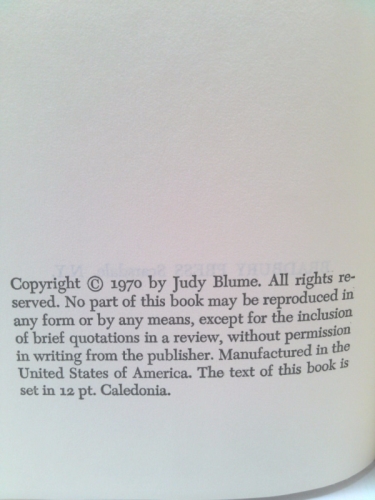 Copyright © 1970 by Judy Blume. All rights re-
served. No part of this book may be reproduced in
any form or by any means, except for the inclusion
of brief quotations in a review, without permission
in writing from the publisher. Manufactured in the
United States of America. The text of this book is
set in 12 pt. Caledonia.